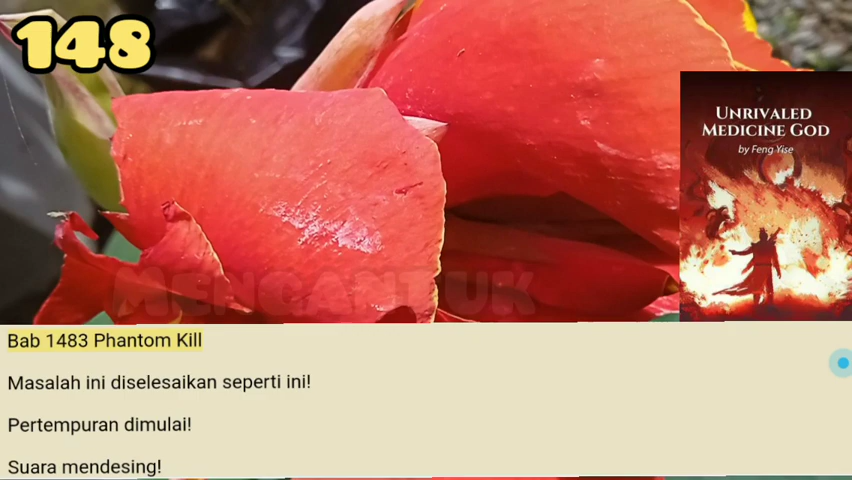 148
UNRIVALED
MEDICINE GOD
by Feng Yise
MENGANTUK
Bab 1483 Phantom Kill
Masalah ini diselesaikan seperti ini!
Pertempuran dimulai!
Suara mendesing!